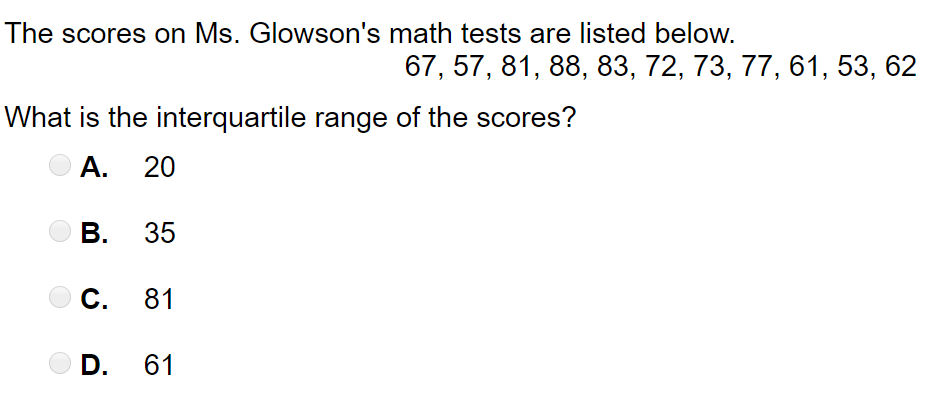 The scores on Ms. Glowson's math tests are listed below.
67, 57, 81, 88, 83, 72, 73, 77, 61, 53, 62
What is the interquartile range of the scores?
A. 20
B. 35
C. 81
D. 61